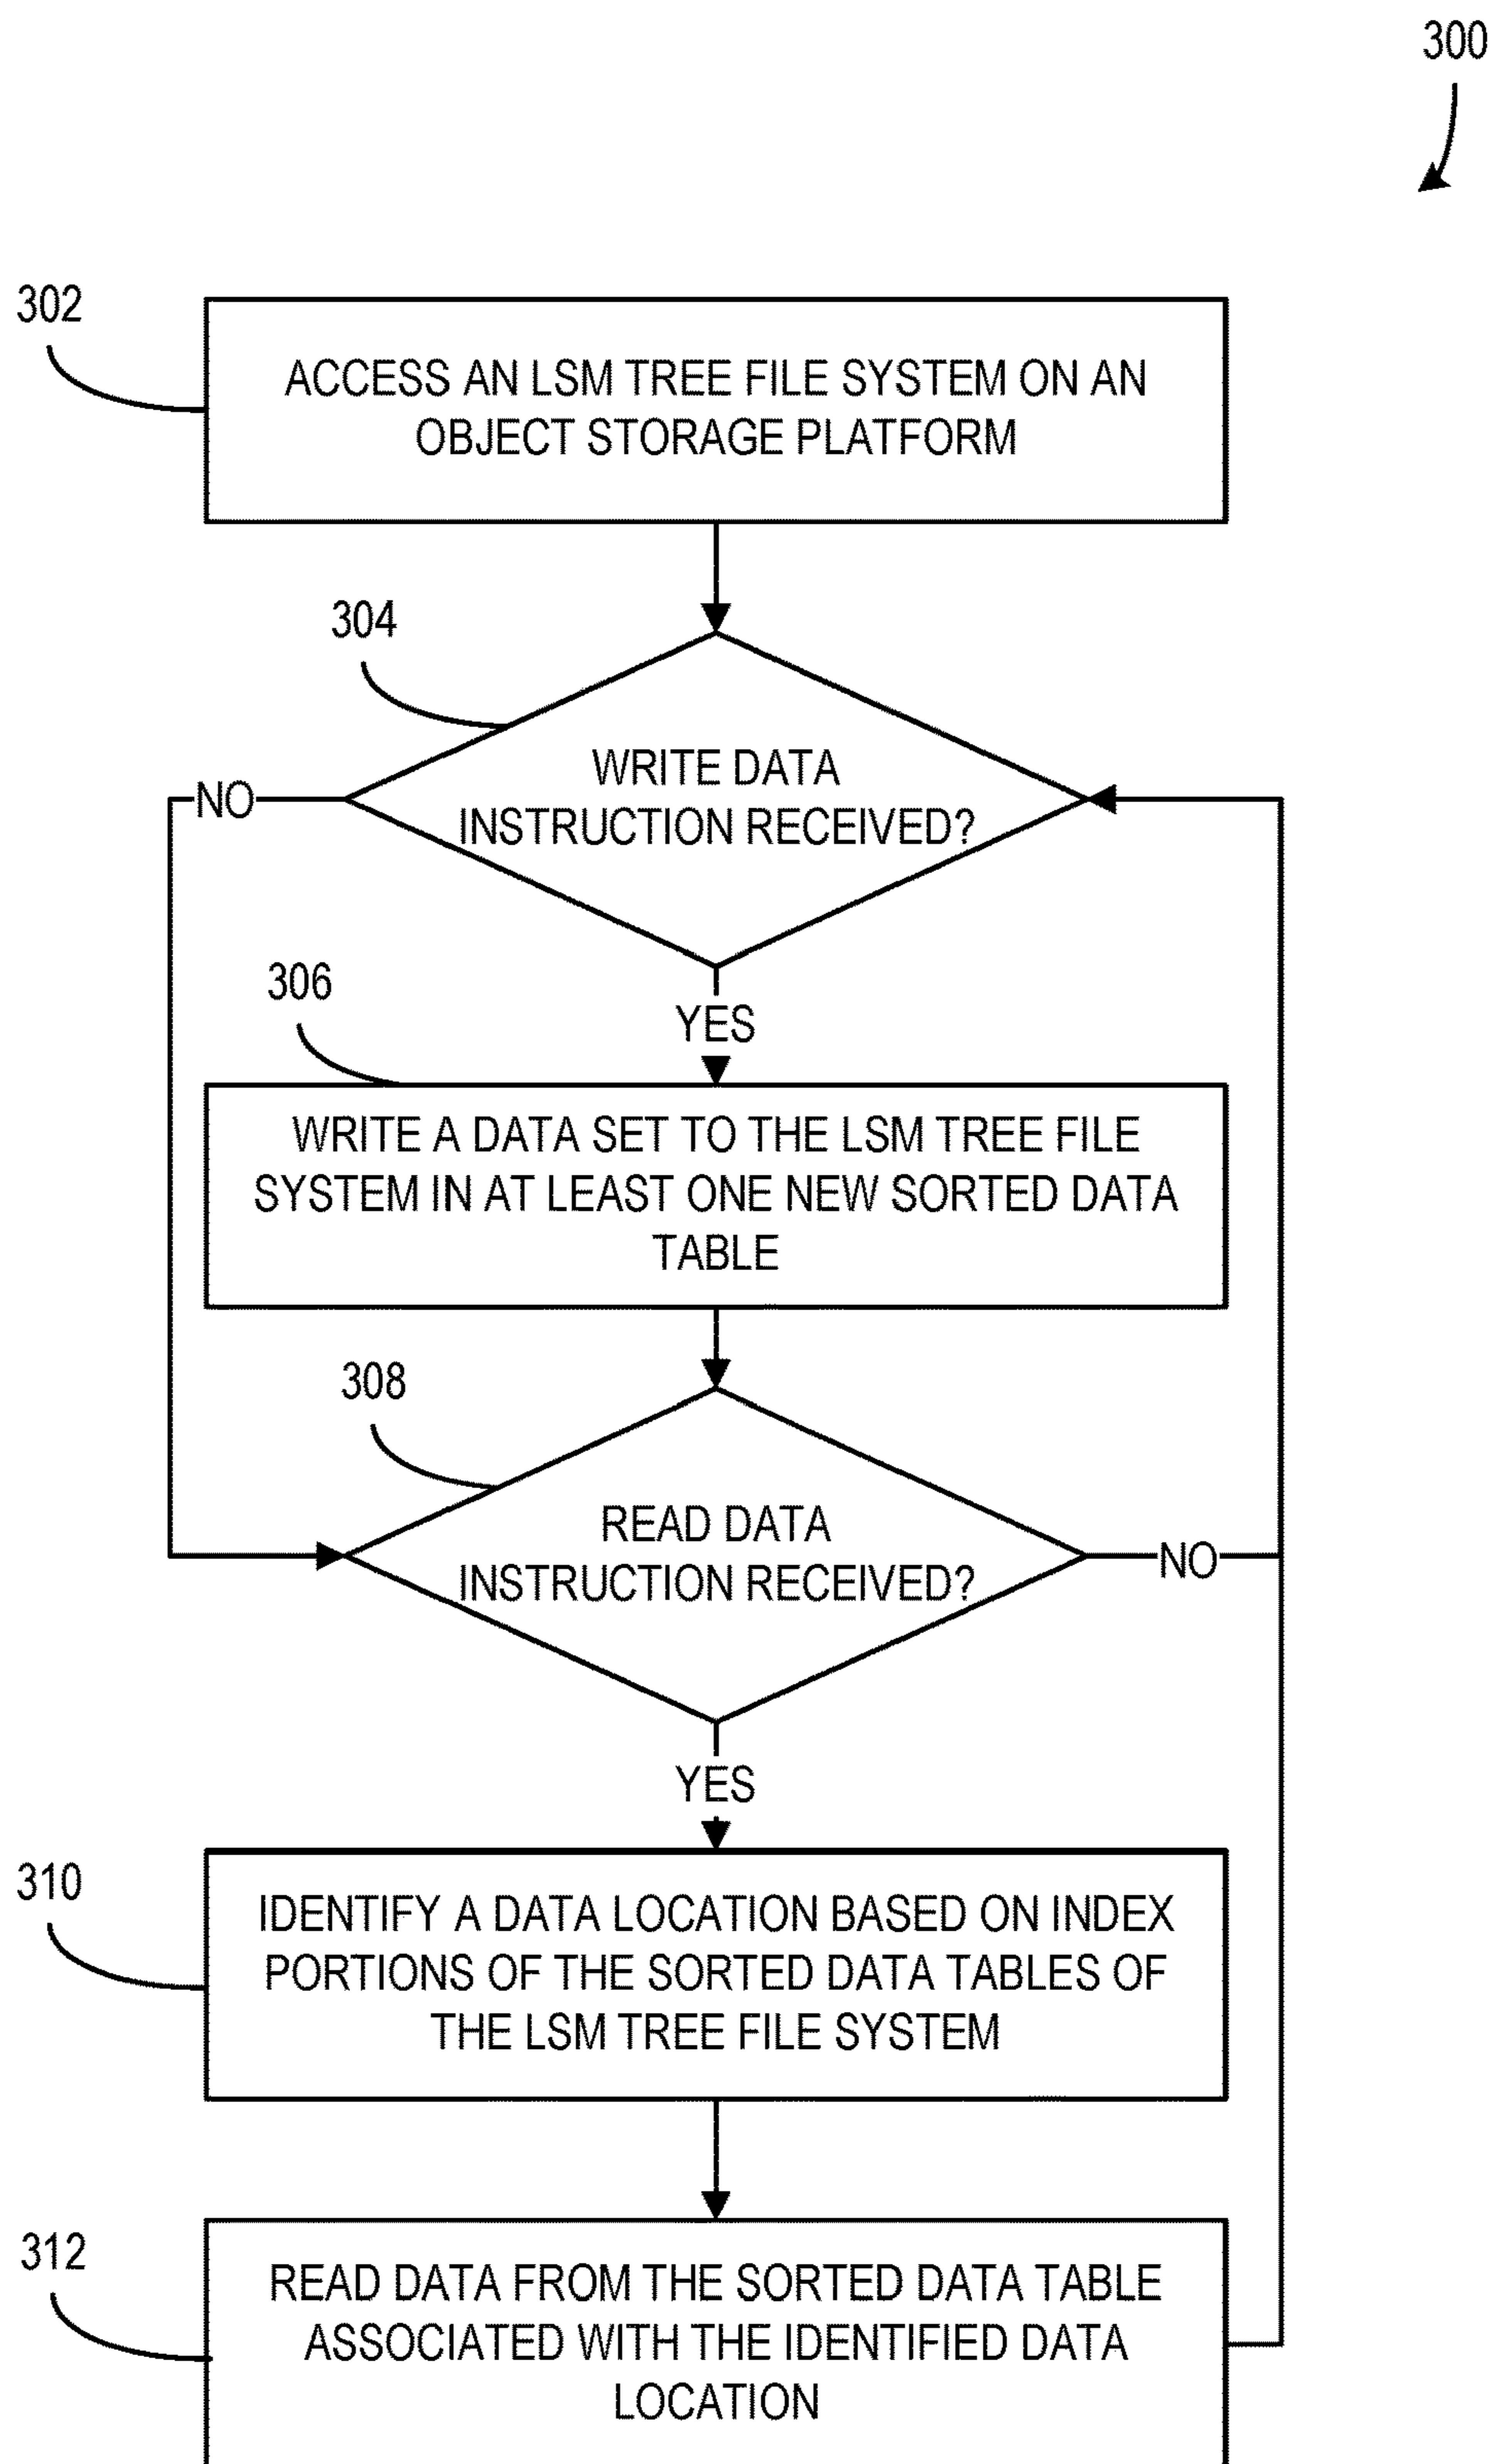 300
302
ACCESS AN LSM TREE FILE SYSTEM ON AN
OBJECT STORAGE PLATFORM
304
WRITE DATA
INSTRUCTION RECEIVED?
NO
306
YES
WRITE A DATA SET TO THE LSM TREE FILE
SYSTEM IN AT LEAST ONE NEW SORTED DATA
TABLE
308
READ DATA
INSTRUCTION RECEIVED?
NO
YES
310
IDENTIFY A DATA LOCATION BASED ON INDEX
PORTIONS OF THE SORTED DATA TABLES OF
THE LSM TREE FILE SYSTEM
312
READ DATA FROM THE SORTED DATA TABLE
ASSOCIATED WITH THE IDENTIFIED DATA
LOCATION